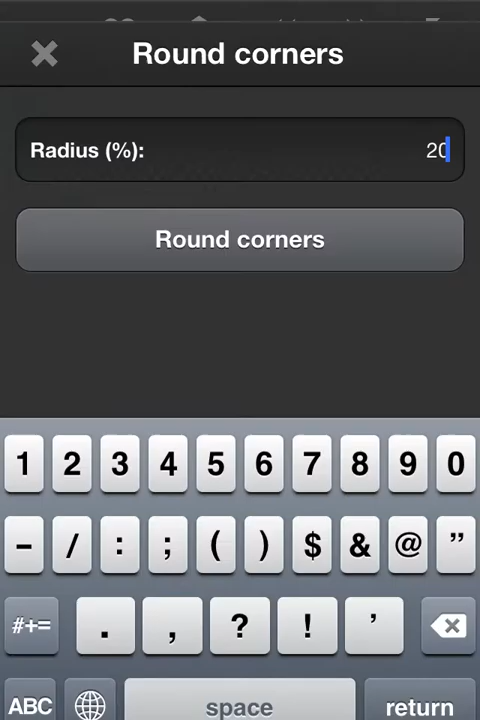 Round corners
Radius (%): 20
Round corners
1 2 3 4 5 6 7 8 9 0
- / : ; ( ) $ & @ ”
#+= . , ? ! ’
ABC space return